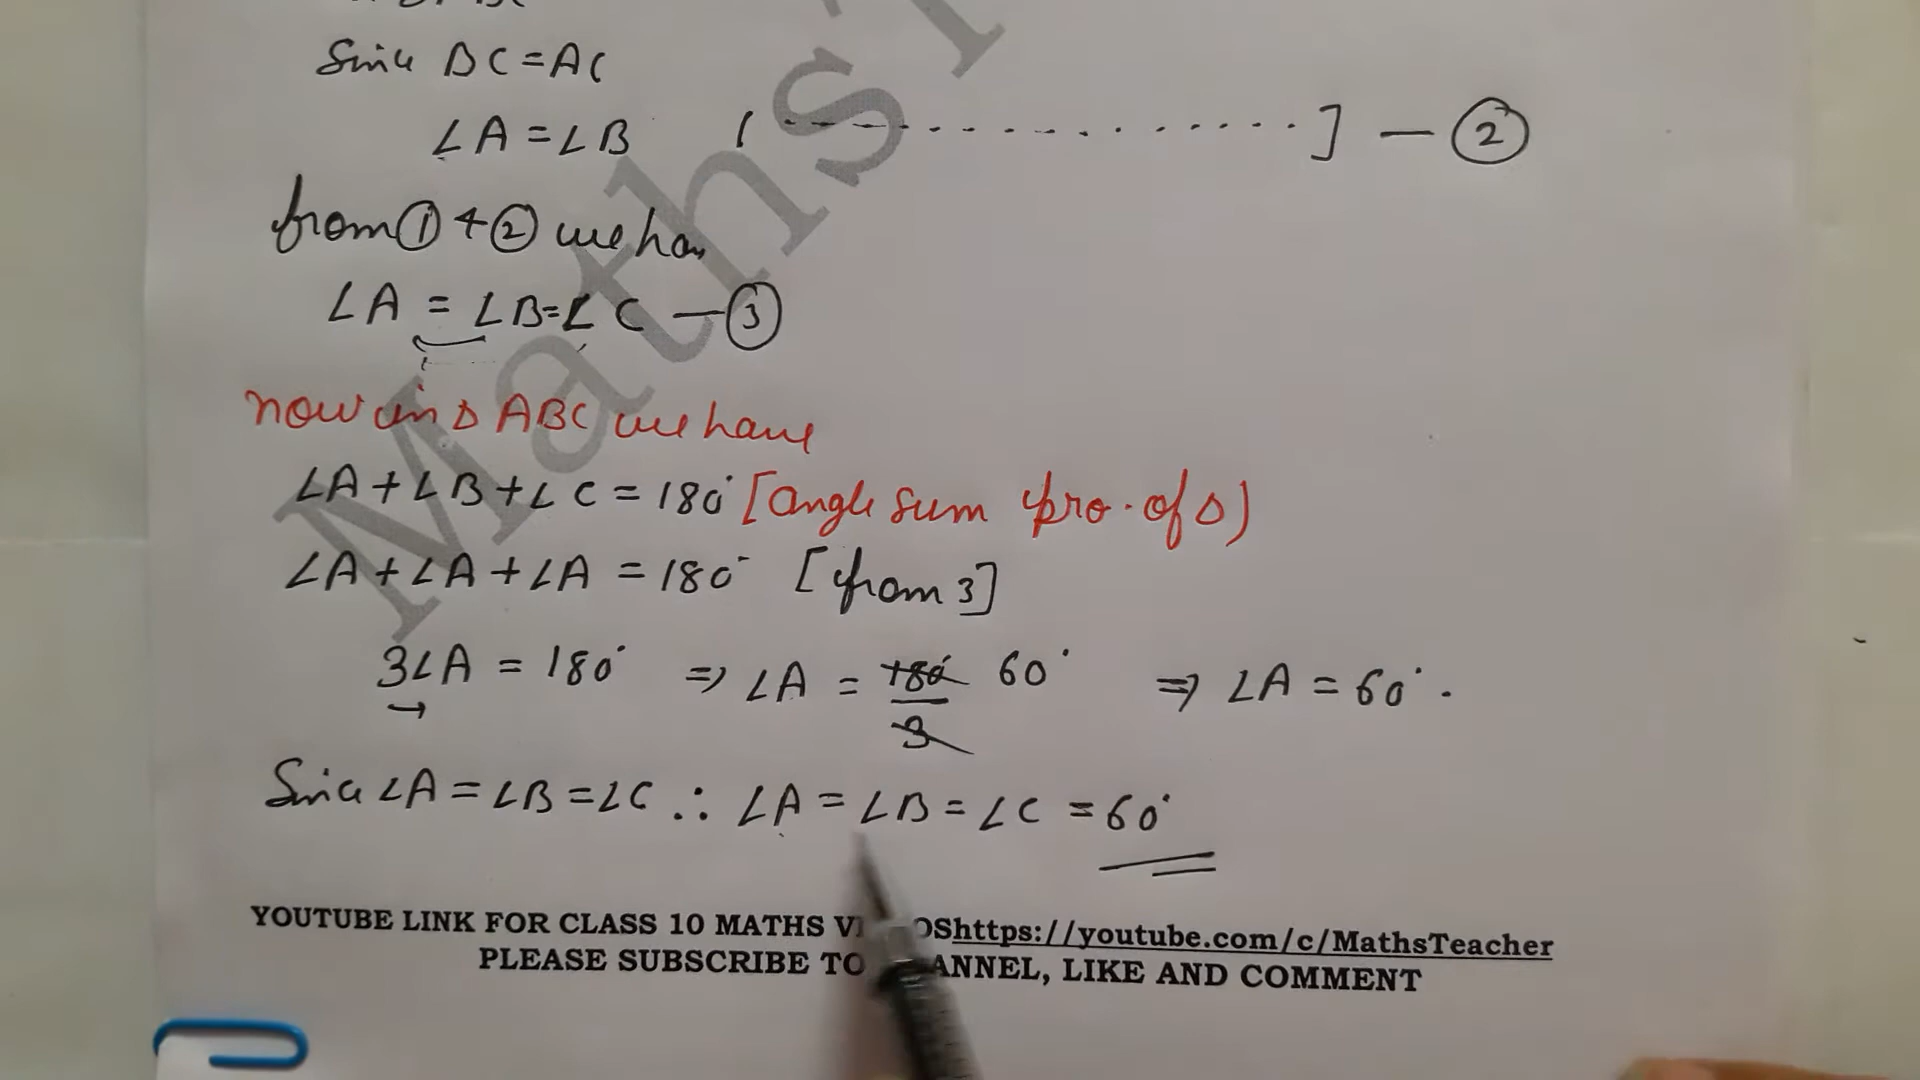 Since BC = AC
∠A = ∠B [ ................ ] — ②
from ① + ② we hav
∠A = ∠B = ∠C — ③
now in Δ ABC we have
∠A + ∠B + ∠C = 180° [angle sum pro. of Δ)
∠A + ∠A + ∠A = 180° [from 3]
3∠A = 180° ⇒ ∠A = 180/3 60° ⇒ ∠A = 60°.
Since ∠A = ∠B = ∠C ∴ ∠A = ∠B = ∠C = 60°
YOUTUBE LINK FOR CLASS 10 MATHS https://youtube.com/c/MathsTeacher
PLEASE SUBSCRIBE TO ANNEL, LIKE AND COMMENT
Maths